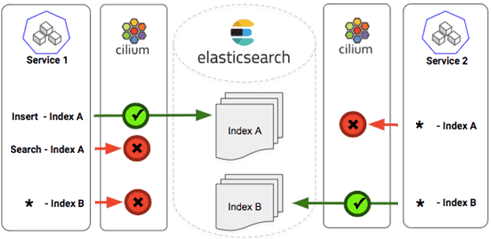 Service 1
cilium
elasticsearch
cilium
Service 2
Insert - Index A
Index A
* - Index A
Search - Index A
* - Index B
Index B
* - Index B